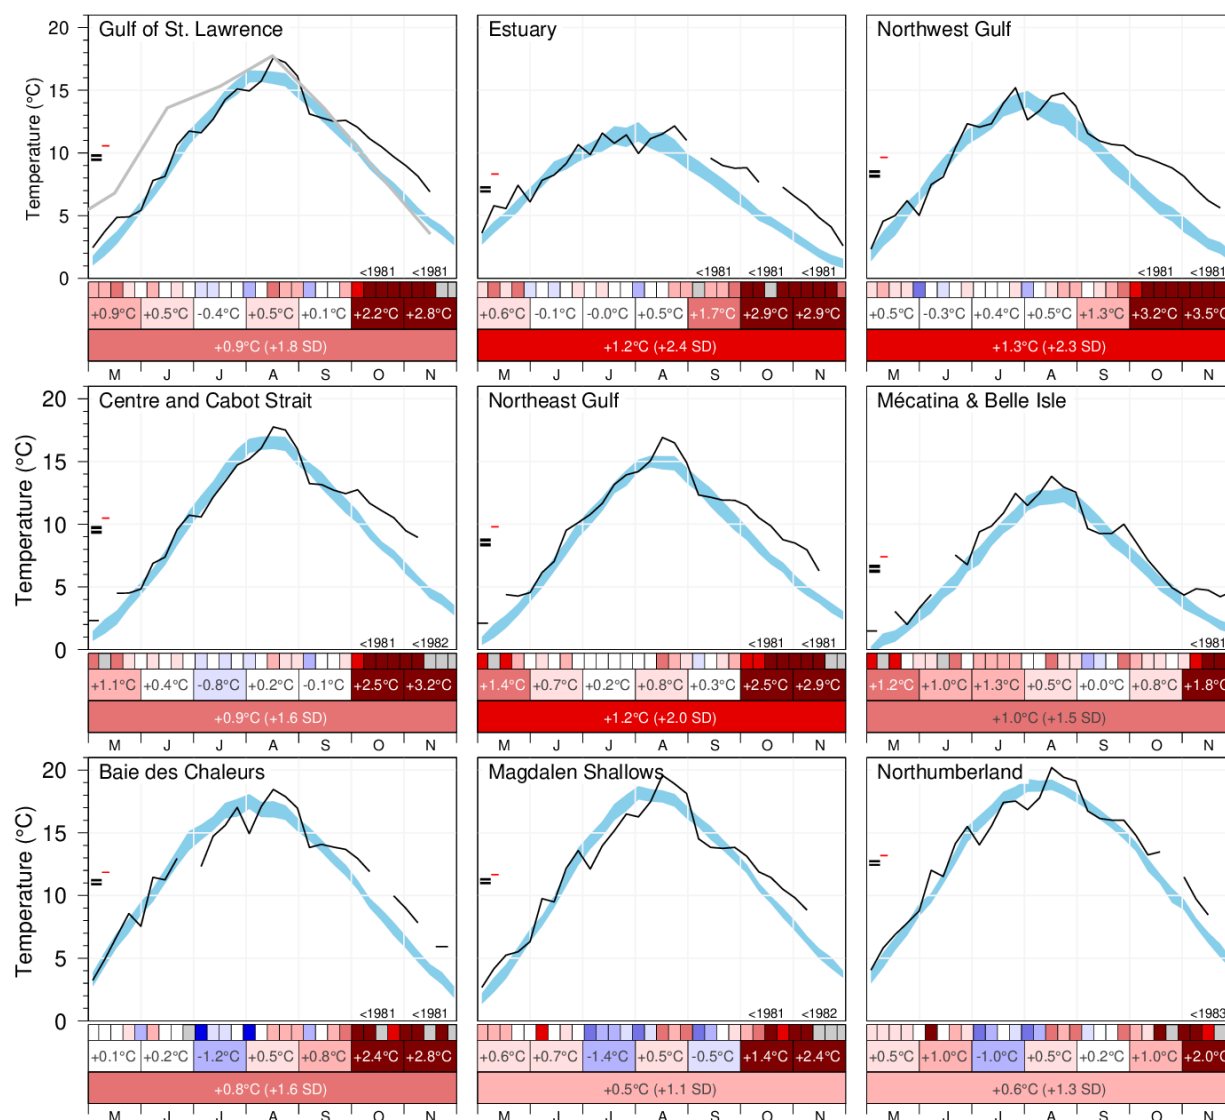 Gulf of St. Lawrence
Estuary
Northwest Gulf
20
15
10
5
0
Temperature (°C)
<1981 <1981
<1981 <1981 <1981
<1981 <1981
+0.9°C +0.5°C -0.4°C +0.5°C +0.1°C +2.2°C +2.8°C
+0.6°C -0.1°C -0.0°C +0.5°C +1.7°C +2.9°C +2.9°C
+0.5°C -0.3°C +0.4°C +0.5°C +1.3°C +3.2°C +3.5°C
+0.9°C (+1.8 SD)
+1.2°C (+2.4 SD)
+1.3°C (+2.3 SD)
M J J A S O N
M J J A S O N
M J J A S O N
Centre and Cabot Strait
Northeast Gulf
Mécatina & Belle Isle
20
15
10
5
0
Temperature (°C)
<1981 <1982
<1981 <1981
<1981
+1.1°C +0.4°C -0.8°C +0.2°C -0.1°C +2.5°C +3.2°C
+1.4°C +0.7°C +0.2°C +0.8°C +0.3°C +2.5°C +2.9°C
+1.2°C +1.0°C +1.3°C +0.5°C +0.0°C +0.8°C +1.8°C
+0.9°C (+1.6 SD)
+1.2°C (+2.0 SD)
+1.0°C (+1.5 SD)
M J J A S O N
M J J A S O N
M J J A S O N
Baie des Chaleurs
Magdalen Shallows
Northumberland
20
15
10
5
0
Temperature (°C)
<1981 <1981
<1981 <1982
<1983
+0.1°C +0.2°C -1.2°C +0.5°C +0.8°C +2.4°C +2.8°C
+0.6°C +0.7°C -1.4°C +0.5°C -0.5°C +1.4°C +2.4°C
+0.5°C +1.0°C -1.0°C +0.5°C +0.2°C +1.0°C +2.0°C
+0.8°C (+1.6 SD)
+0.5°C (+1.1 SD)
+0.6°C (+1.3 SD)
M J J A S O N
M J J A S O N
M J J A S O N